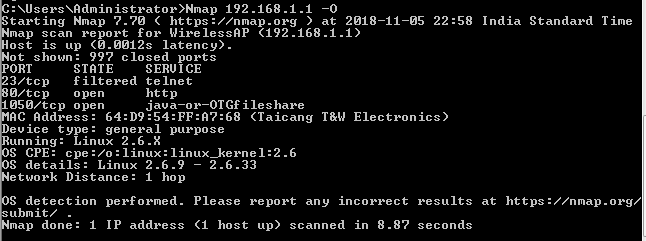 C:\Users\Administrator>Nmap 192.168.1.1 -O
Starting Nmap 7.70 ( https://nmap.org ) at 2018-11-05 22:58 India Standard Time
Nmap scan report for WirelessAP (192.168.1.1)
Host is up (0.0012s latency).
Not shown: 997 closed ports
PORT     STATE    SERVICE
23/tcp   filtered telnet
80/tcp   open     http
1050/tcp open     java-or-OTGfileshare
MAC Address: 64:D9:54:FF:A7:68 (Taicang T&W Electronics)
Device type: general purpose
Running: Linux 2.6.X
OS CPE: cpe:/o:linux:linux_kernel:2.6
OS details: Linux 2.6.9 - 2.6.33
Network Distance: 1 hop
OS detection performed. Please report any incorrect results at https://nmap.org/
submit/ .
Nmap done: 1 IP address (1 host up) scanned in 8.87 seconds